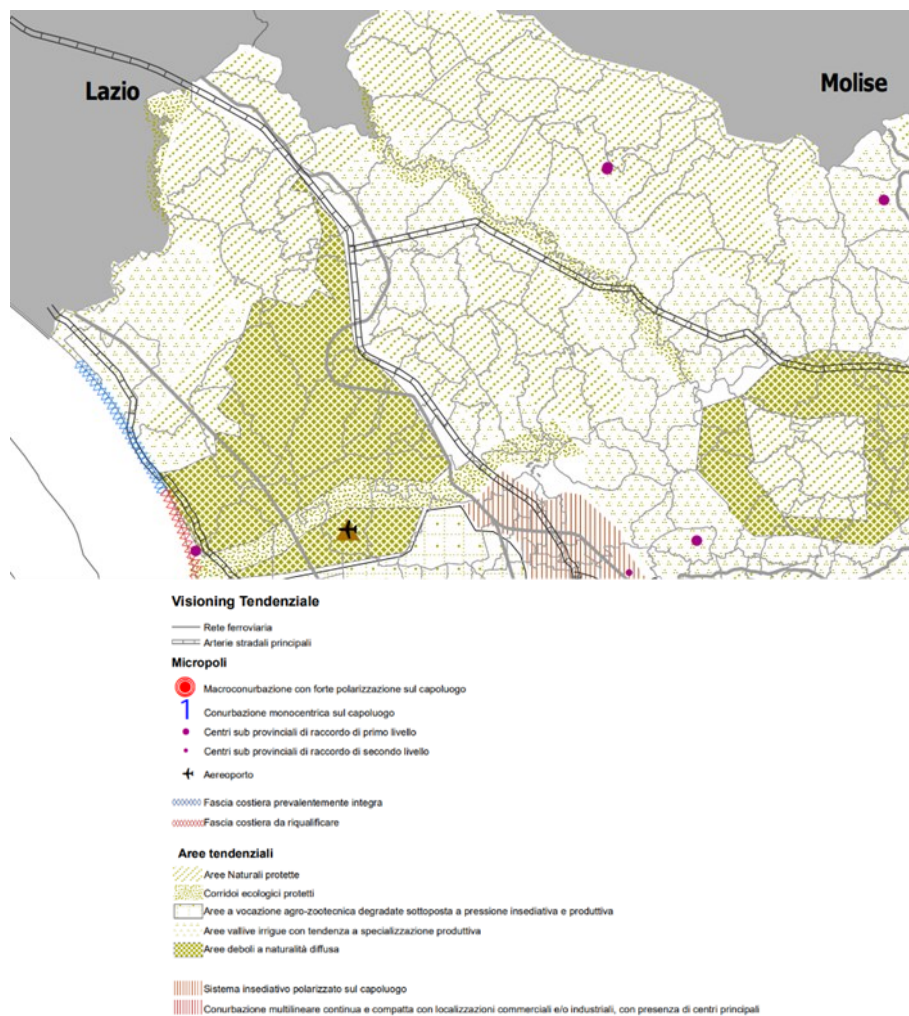 Lazio
Molise
Visioning Tendenziale
Rete ferroviaria
Arterie stradali principali
Micropoli
Macroconurbazione con forte polarizzazione sul capoluogo
1 Conurbazione monocentrica sul capoluogo
Centri sub provinciali di raccordo di primo livello
Centri sub provinciali di raccordo di secondo livello
Aereoporto
Fascia costiera prevalentemente integra
Fascia costiera da riqualificare
Aree tendenziali
Aree Naturali protette
Corridoi ecologici protetti
Aree a vocazione agro-zootecnica degradate sottoposta a pressione insediativa e produttiva
Aree vallive irrigue con tendenza a specializzazione produttiva
Aree deboli a naturalità diffusa
Sistema insediativo polarizzato sul capoluogo
Conurbazione multilineare continua e compatta con localizzazioni commerciali e/o industriali, con presenza di centri principali